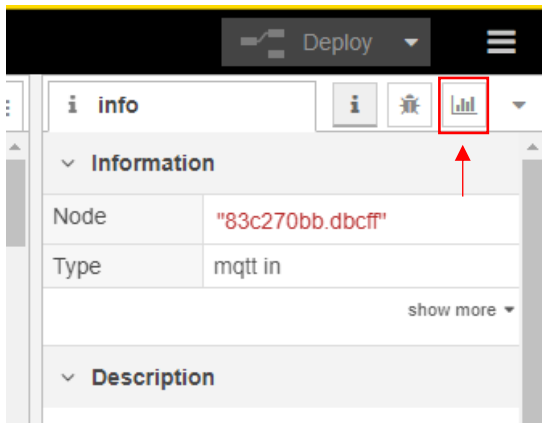 Deploy
i info
Information
Node "83c270bb.dbcff"
Type mqtt in
show more
Description